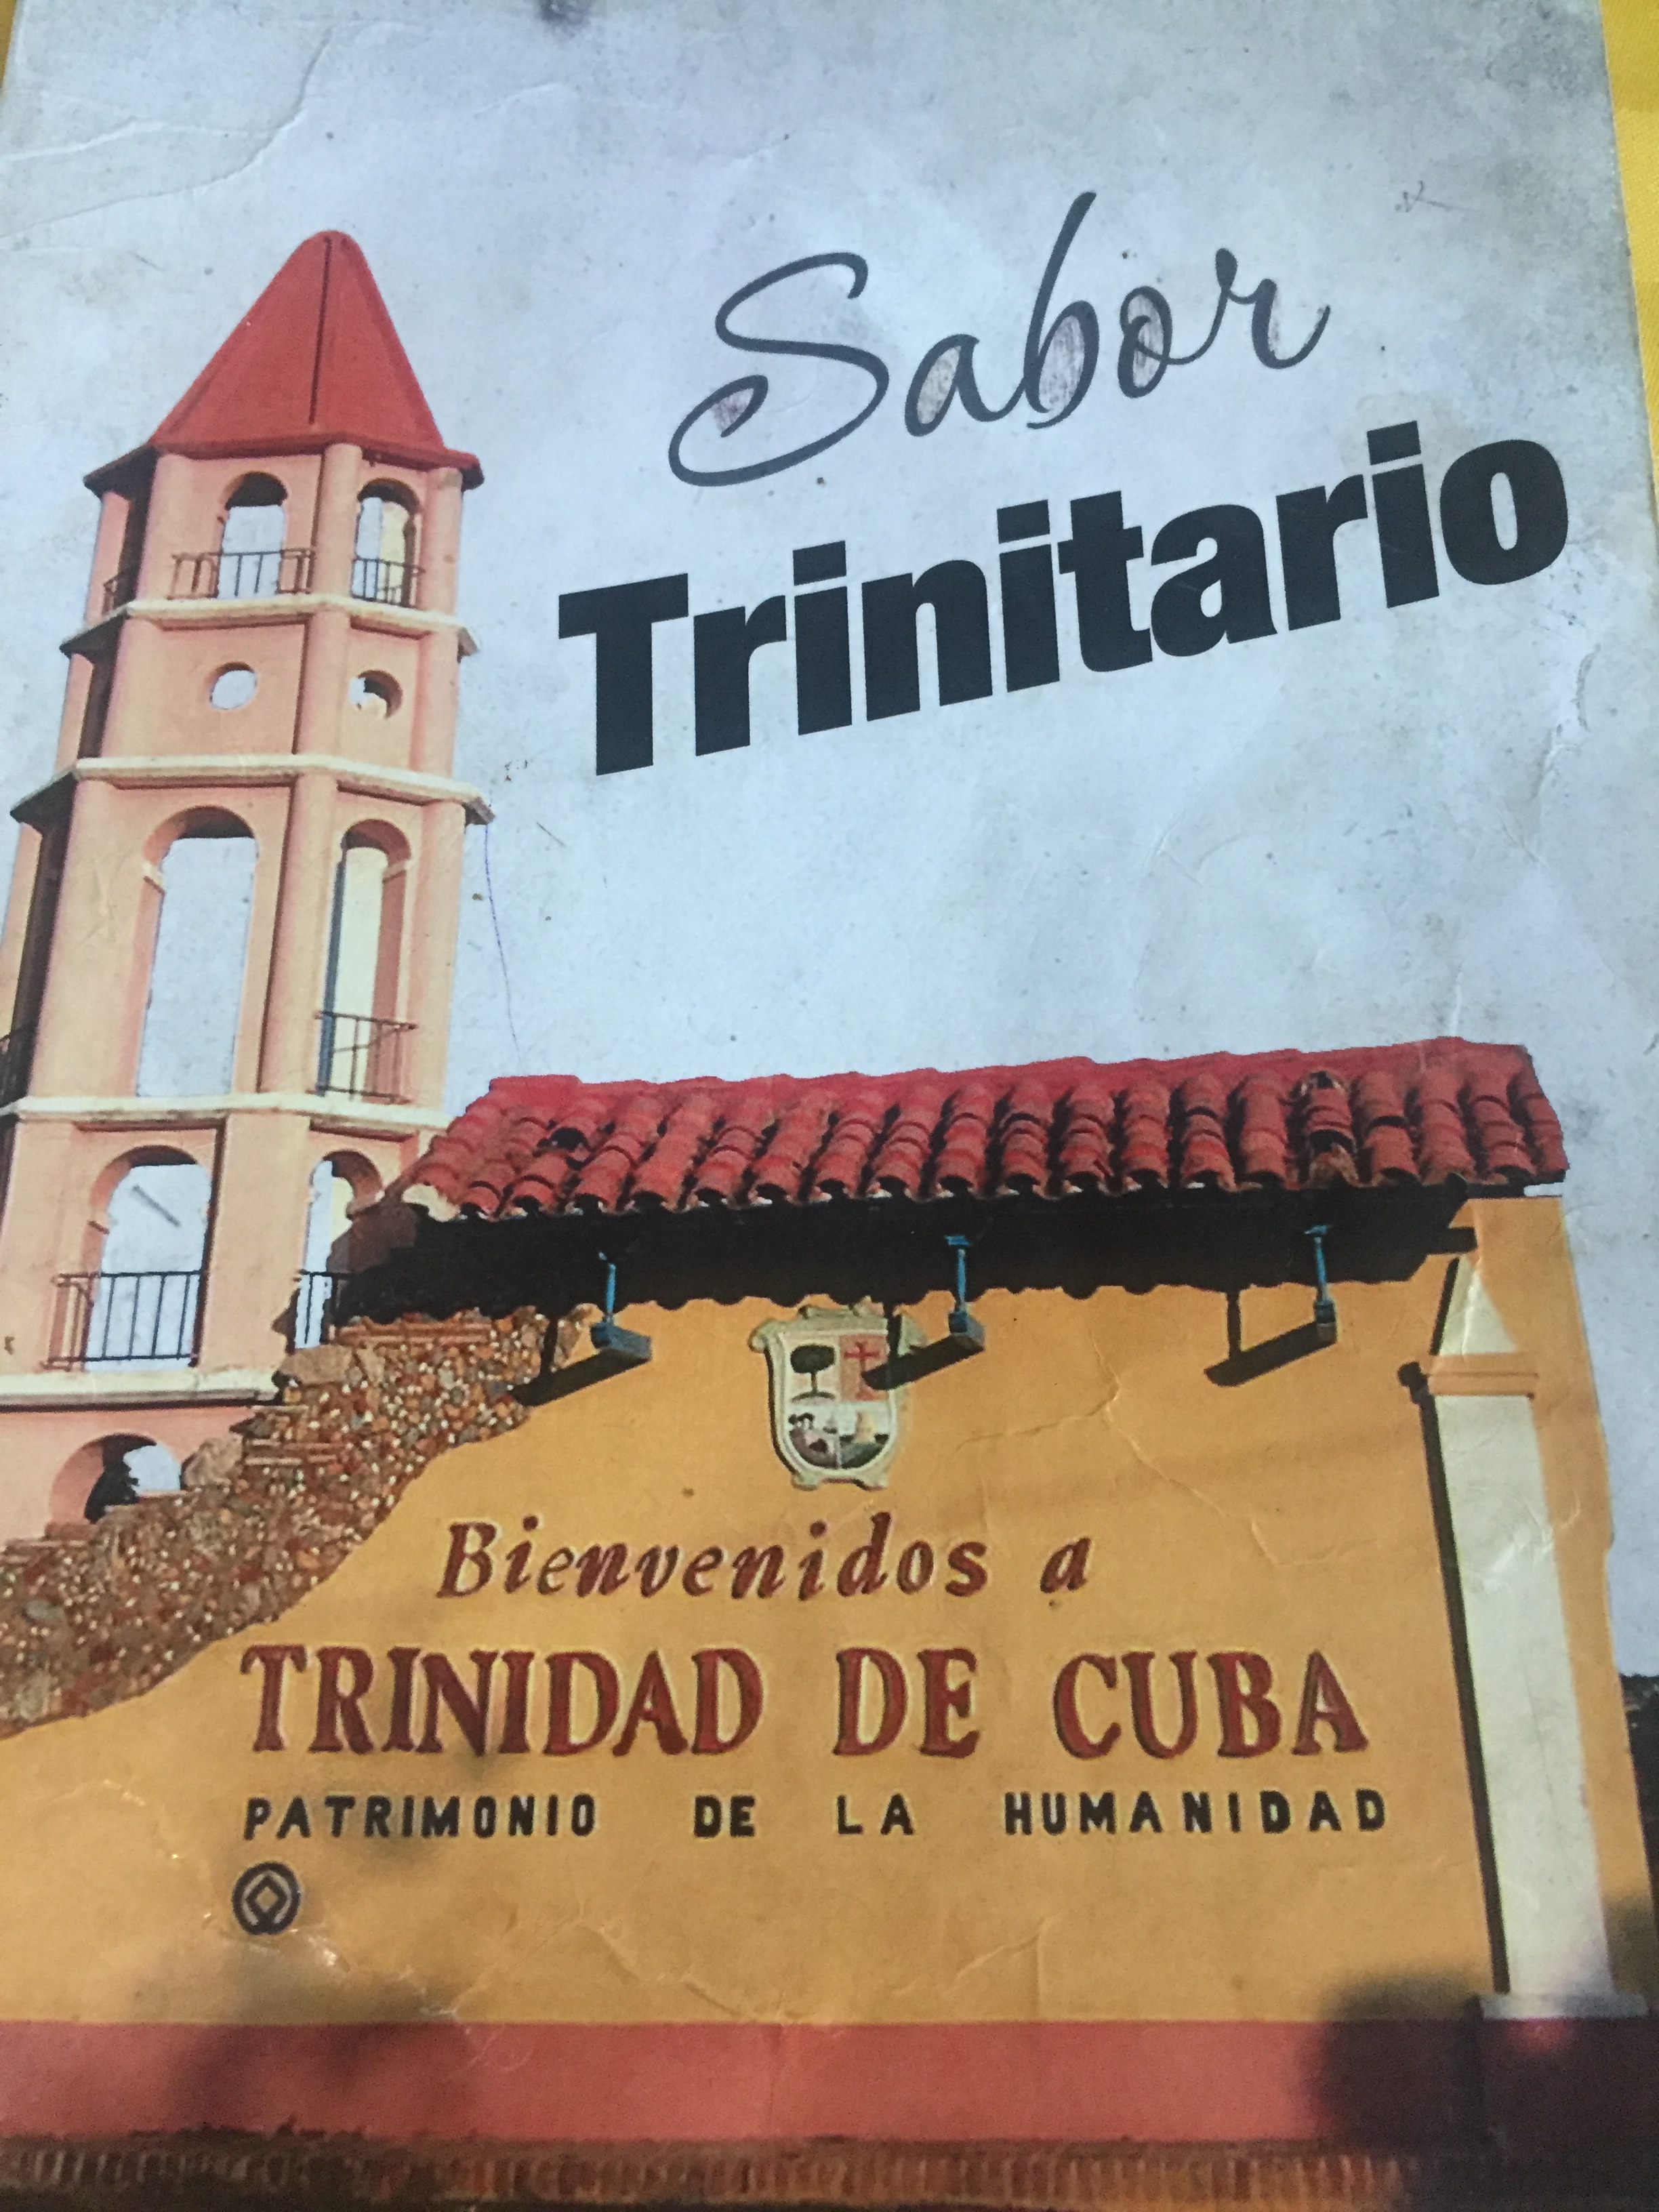 Sabor
Trinitario
Bienvenidos a
TRINIDAD DE CUBA
PATRIMONIO DE LA HUMANIDAD